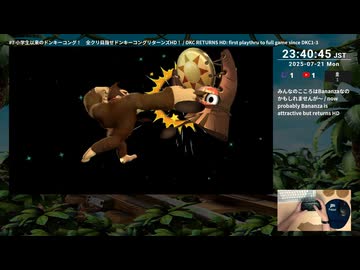 #7 小学生以来のドンキーコング！ 全クリ目指せドンキーコングリターンズHD！ / DKC RETURNS HD: first playthru to full game since DKC1-3
23:40:45 JST
2025-07-21 Mon
1 1
みんなのこころはBananzaなの
かもしれませんが〜 / now
probably Bananza is
attractive but returns HD